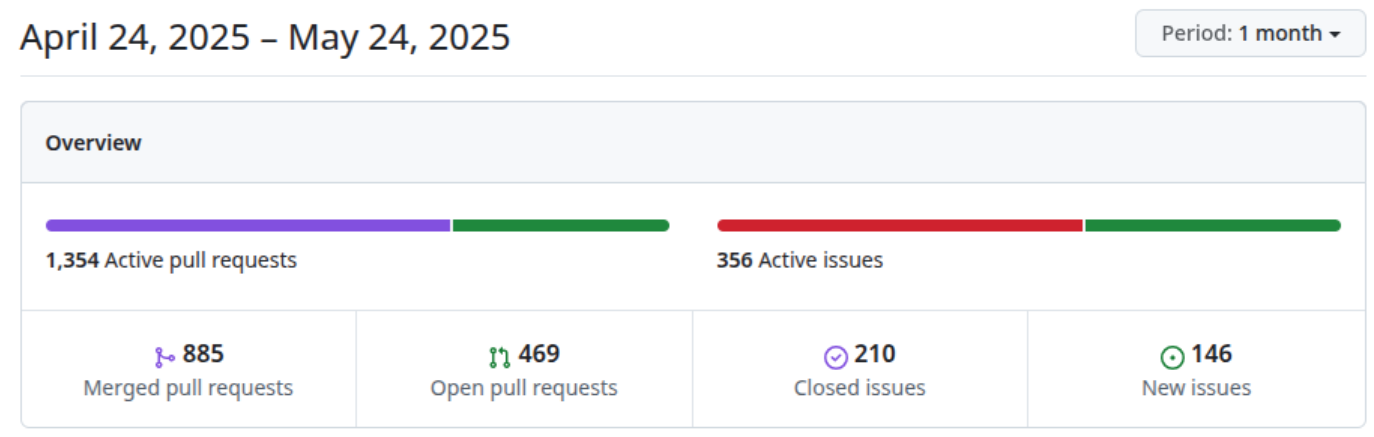 April 24, 2025 – May 24, 2025
Period: 1 month
Overview
1,354 Active pull requests
356 Active issues
885
Merged pull requests
469
Open pull requests
210
Closed issues
146
New issues